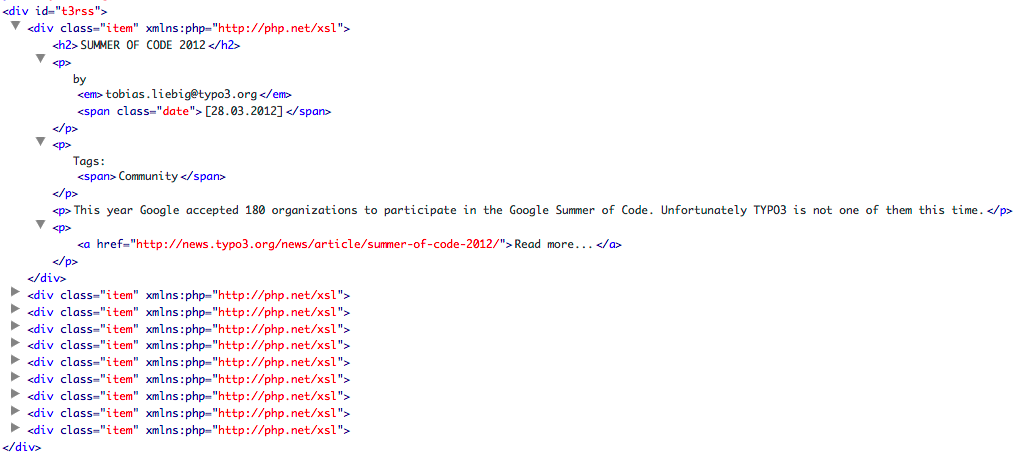 <div id="t3rss">
<div class="item" xmlns:php="http://php.net/xsl">
<h2>SUMMER OF CODE 2012</h2>
<p>
by
<em>tobias.liebig@typo3.org</em>
<span class="date">[28.03.2012]</span>
</p>
<p>
Tags:
<span>Community</span>
</p>
<p>This year Google accepted 180 organizations to participate in the Google Summer of Code. Unfortunately TYPO3 is not one of them this time.</p>
<p>
<a href="http://news.typo3.org/news/article/summer-of-code-2012/">Read more...</a>
</p>
</div>
<div class="item" xmlns:php="http://php.net/xsl">
<div class="item" xmlns:php="http://php.net/xsl">
<div class="item" xmlns:php="http://php.net/xsl">
<div class="item" xmlns:php="http://php.net/xsl">
<div class="item" xmlns:php="http://php.net/xsl">
<div class="item" xmlns:php="http://php.net/xsl">
<div class="item" xmlns:php="http://php.net/xsl">
<div class="item" xmlns:php="http://php.net/xsl">
<div class="item" xmlns:php="http://php.net/xsl">
</div>